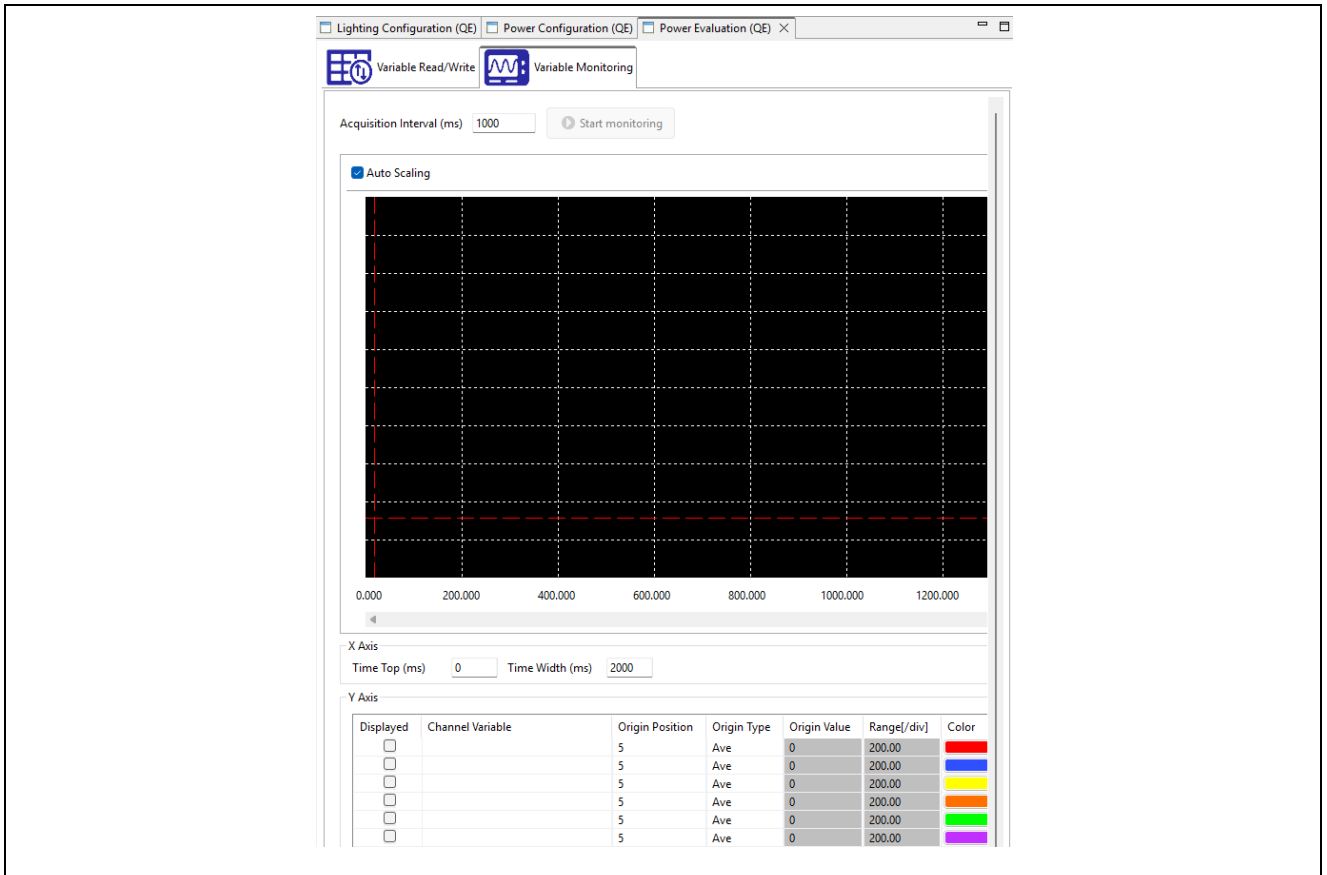 Lighting Configuration (QE) Power Configuration (QE) Power Evaluation (QE)
Variable Read/Write Variable Monitoring
Acquisition Interval (ms) 1000 Start monitoring
Auto Scaling
0.000 200.000 400.000 600.000 800.000 1000.000 1200.000
X Axis
Time Top (ms) 0 Time Width (ms) 2000
Y Axis
Displayed Channel Variable Origin Position Origin Type Origin Value Range[/div] Color
5 Ave 0 200.00
5 Ave 0 200.00
5 Ave 0 200.00
5 Ave 0 200.00
5 Ave 0 200.00
5 Ave 0 200.00